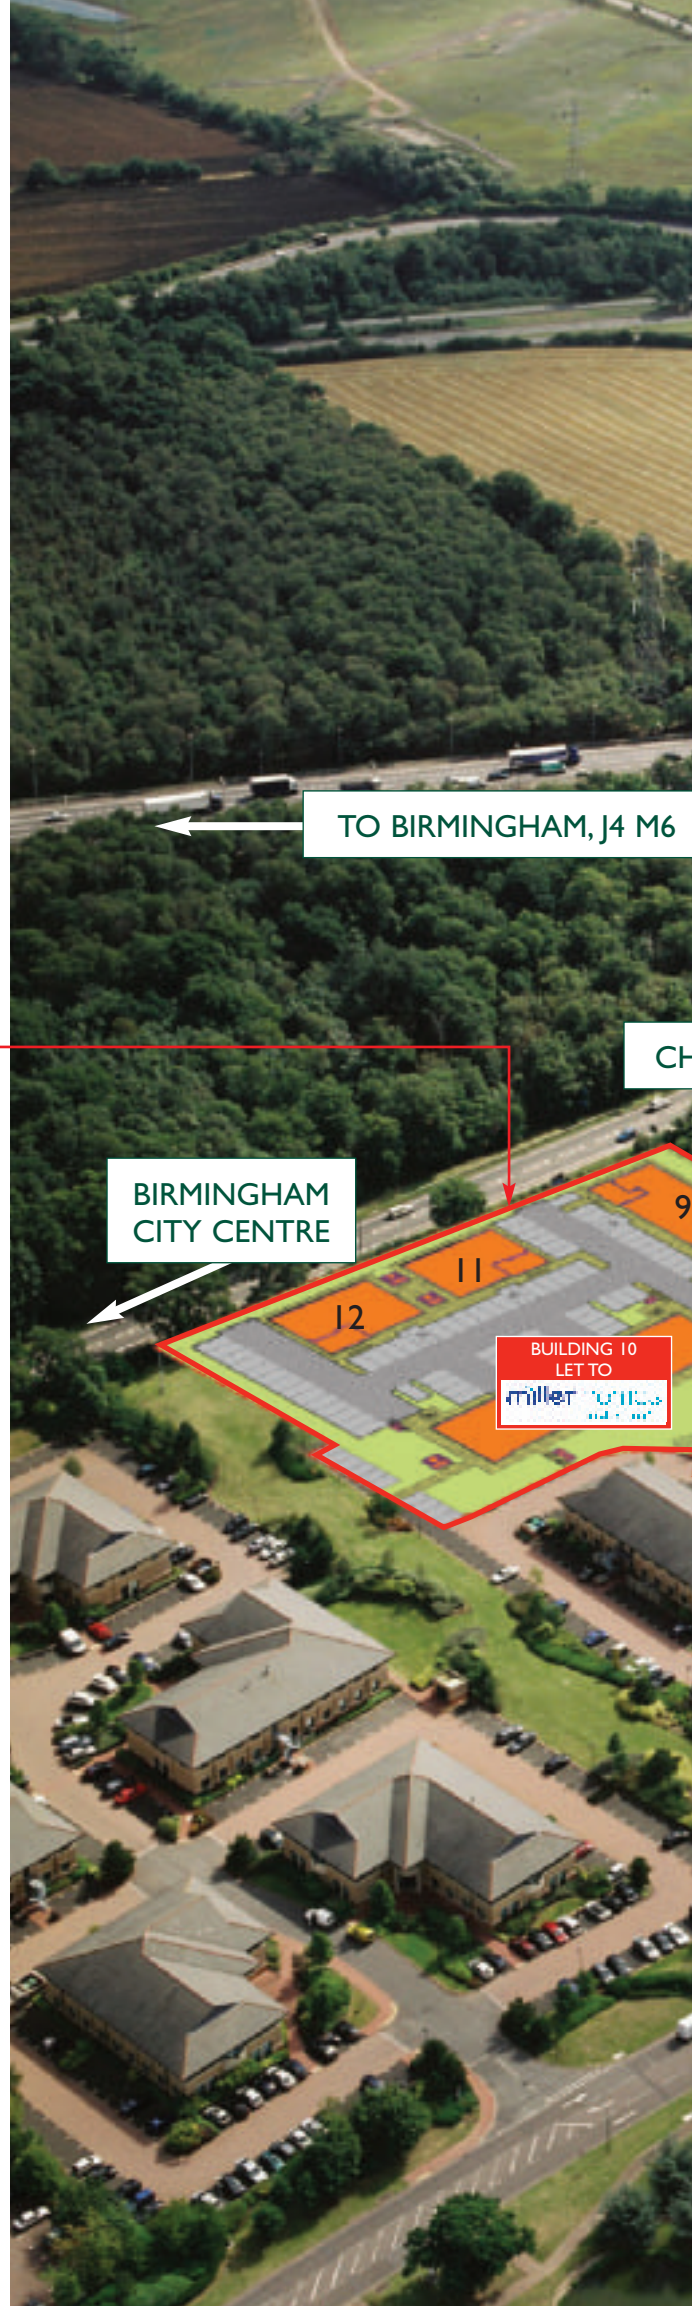 TO BIRMINGHAM, J4 M6
CH
BIRMINGHAM
CITY CENTRE
9
11
12
BUILDING 10
LET TO
miller